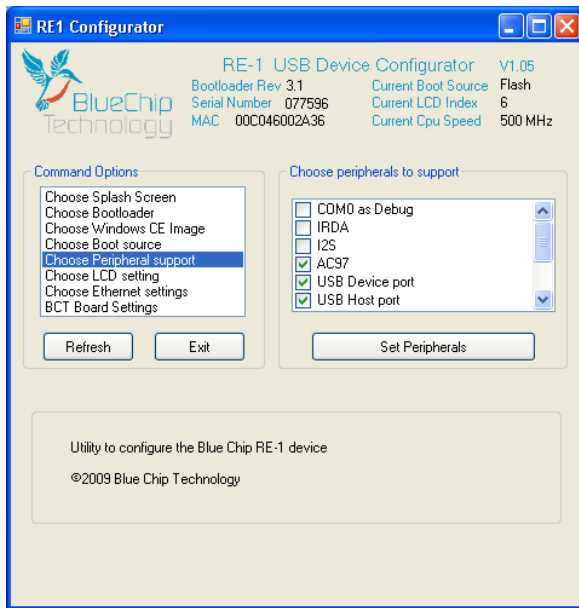 RE1 Configurator
BlueChip
Technology
RE-1 USB Device Configurator V1.05
Bootloader Rev 3.1 Current Boot Source Flash
Serial Number 077596 Current LCD Index 6
MAC 00C046002A36 Current Cpu Speed 500 MHz
Command Options
Choose Splash Screen
Choose Bootloader
Choose Windows CE Image
Choose Boot source
Choose Peripheral support
Choose LCD setting
Choose Ethernet settings
BCT Board Settings
Refresh Exit
Choose peripherals to support
COM0 as Debug
IRDA
I2S
AC97
USB Device port
USB Host port
Set Peripherals
Utility to configure the Blue Chip RE-1 device
©2009 Blue Chip Technology